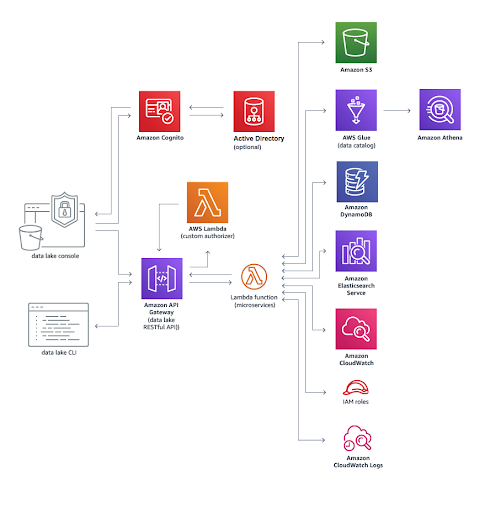 Amazon S3
Amazon Cognito
Active Directory
(optional)
AWS Glue
(data catalog)
Amazon Athena
AWS Lambda
(custom authorizer)
Amazon
DynamoDB
data lake console
Amazon API
Gateway
(data lake
RESTful API))
Lambda function
(microservices)
Amazon
Elasticsearch
Service
data lake CLI
Amazon
CloudWatch
IAM roles
Amazon
CloudWatch Logs